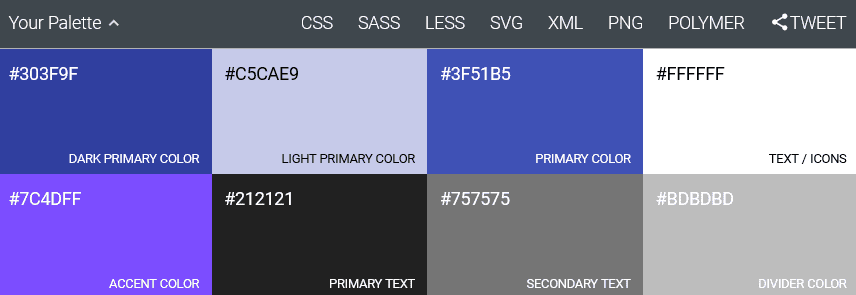 Your Palette
CSS SASS LESS SVG XML PNG POLYMER TWEET
#303F9F
DARK PRIMARY COLOR
#C5CAE9
LIGHT PRIMARY COLOR
#3F51B5
PRIMARY COLOR
#FFFFFF
TEXT / ICONS
#7C4DFF
ACCENT COLOR
#212121
PRIMARY TEXT
#757575
SECONDARY TEXT
#BDBDBD
DIVIDER COLOR